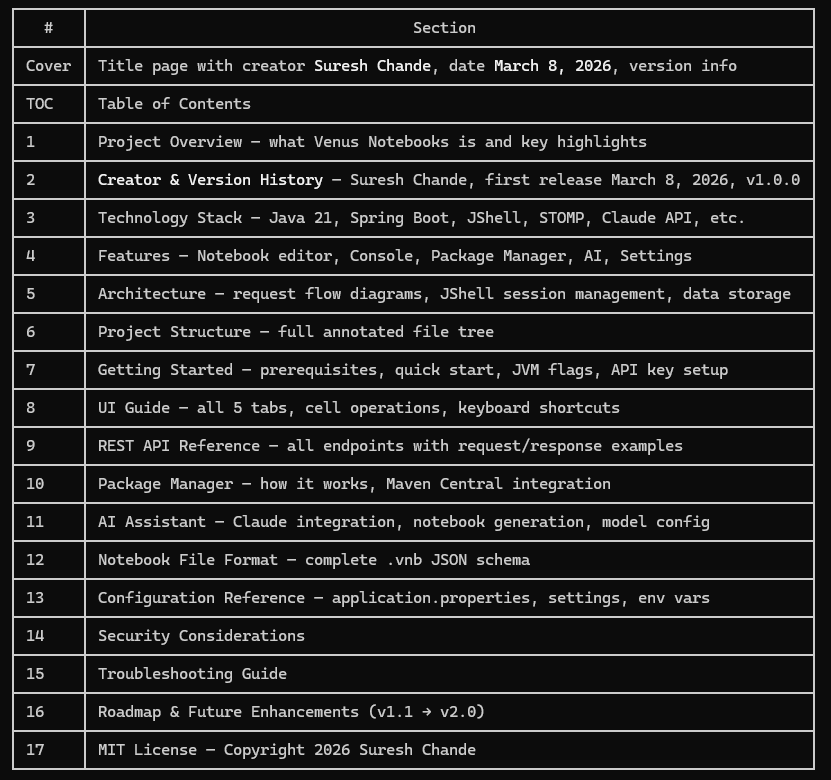 # Section
Cover Title page with creator Suresh Chande, date March 8, 2026, version info
TOC Table of Contents
1 Project Overview — what Venus Notebooks is and key highlights
2 Creator & Version History — Suresh Chande, first release March 8, 2026, v1.0.0
3 Technology Stack — Java 21, Spring Boot, JShell, STOMP, Claude API, etc.
4 Features — Notebook editor, Console, Package Manager, AI, Settings
5 Architecture — request flow diagrams, JShell session management, data storage
6 Project Structure — full annotated file tree
7 Getting Started — prerequisites, quick start, JVM flags, API key setup
8 UI Guide — all 5 tabs, cell operations, keyboard shortcuts
9 REST API Reference — all endpoints with request/response examples
10 Package Manager — how it works, Maven Central integration
11 AI Assistant — Claude integration, notebook generation, model config
12 Notebook File Format — complete .vnb JSON schema
13 Configuration Reference — application.properties, settings, env vars
14 Security Considerations
15 Troubleshooting Guide
16 Roadmap & Future Enhancements (v1.1 → v2.0)
17 MIT License — Copyright 2026 Suresh Chande